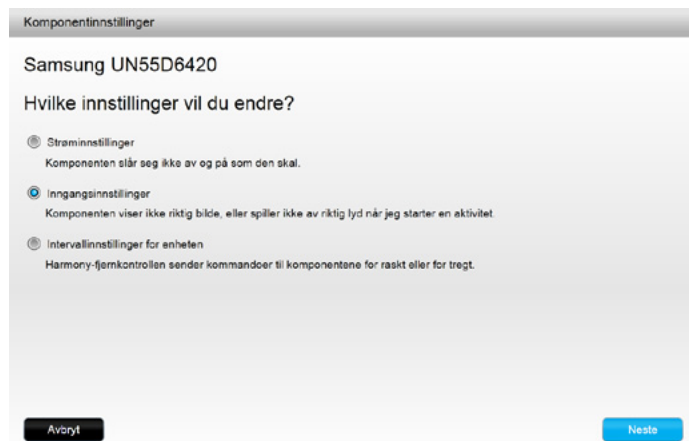 Komponentinnstillinger
Samsung UN55D6420
Hvilke innstillinger vil du endre?
Strøminnstillinger
Komponenten slår seg ikke av og på som den skal.
Inngangsinnstillinger
Komponenten viser ikke riktig bilde, eller spiller ikke av riktig lyd når jeg starter en aktivitet.
Intervallinnstillinger for enheten
Harmony-fjernkontrollen sender kommandoer til komponentene for raskt eller for tregt.
Avbryt
Neste